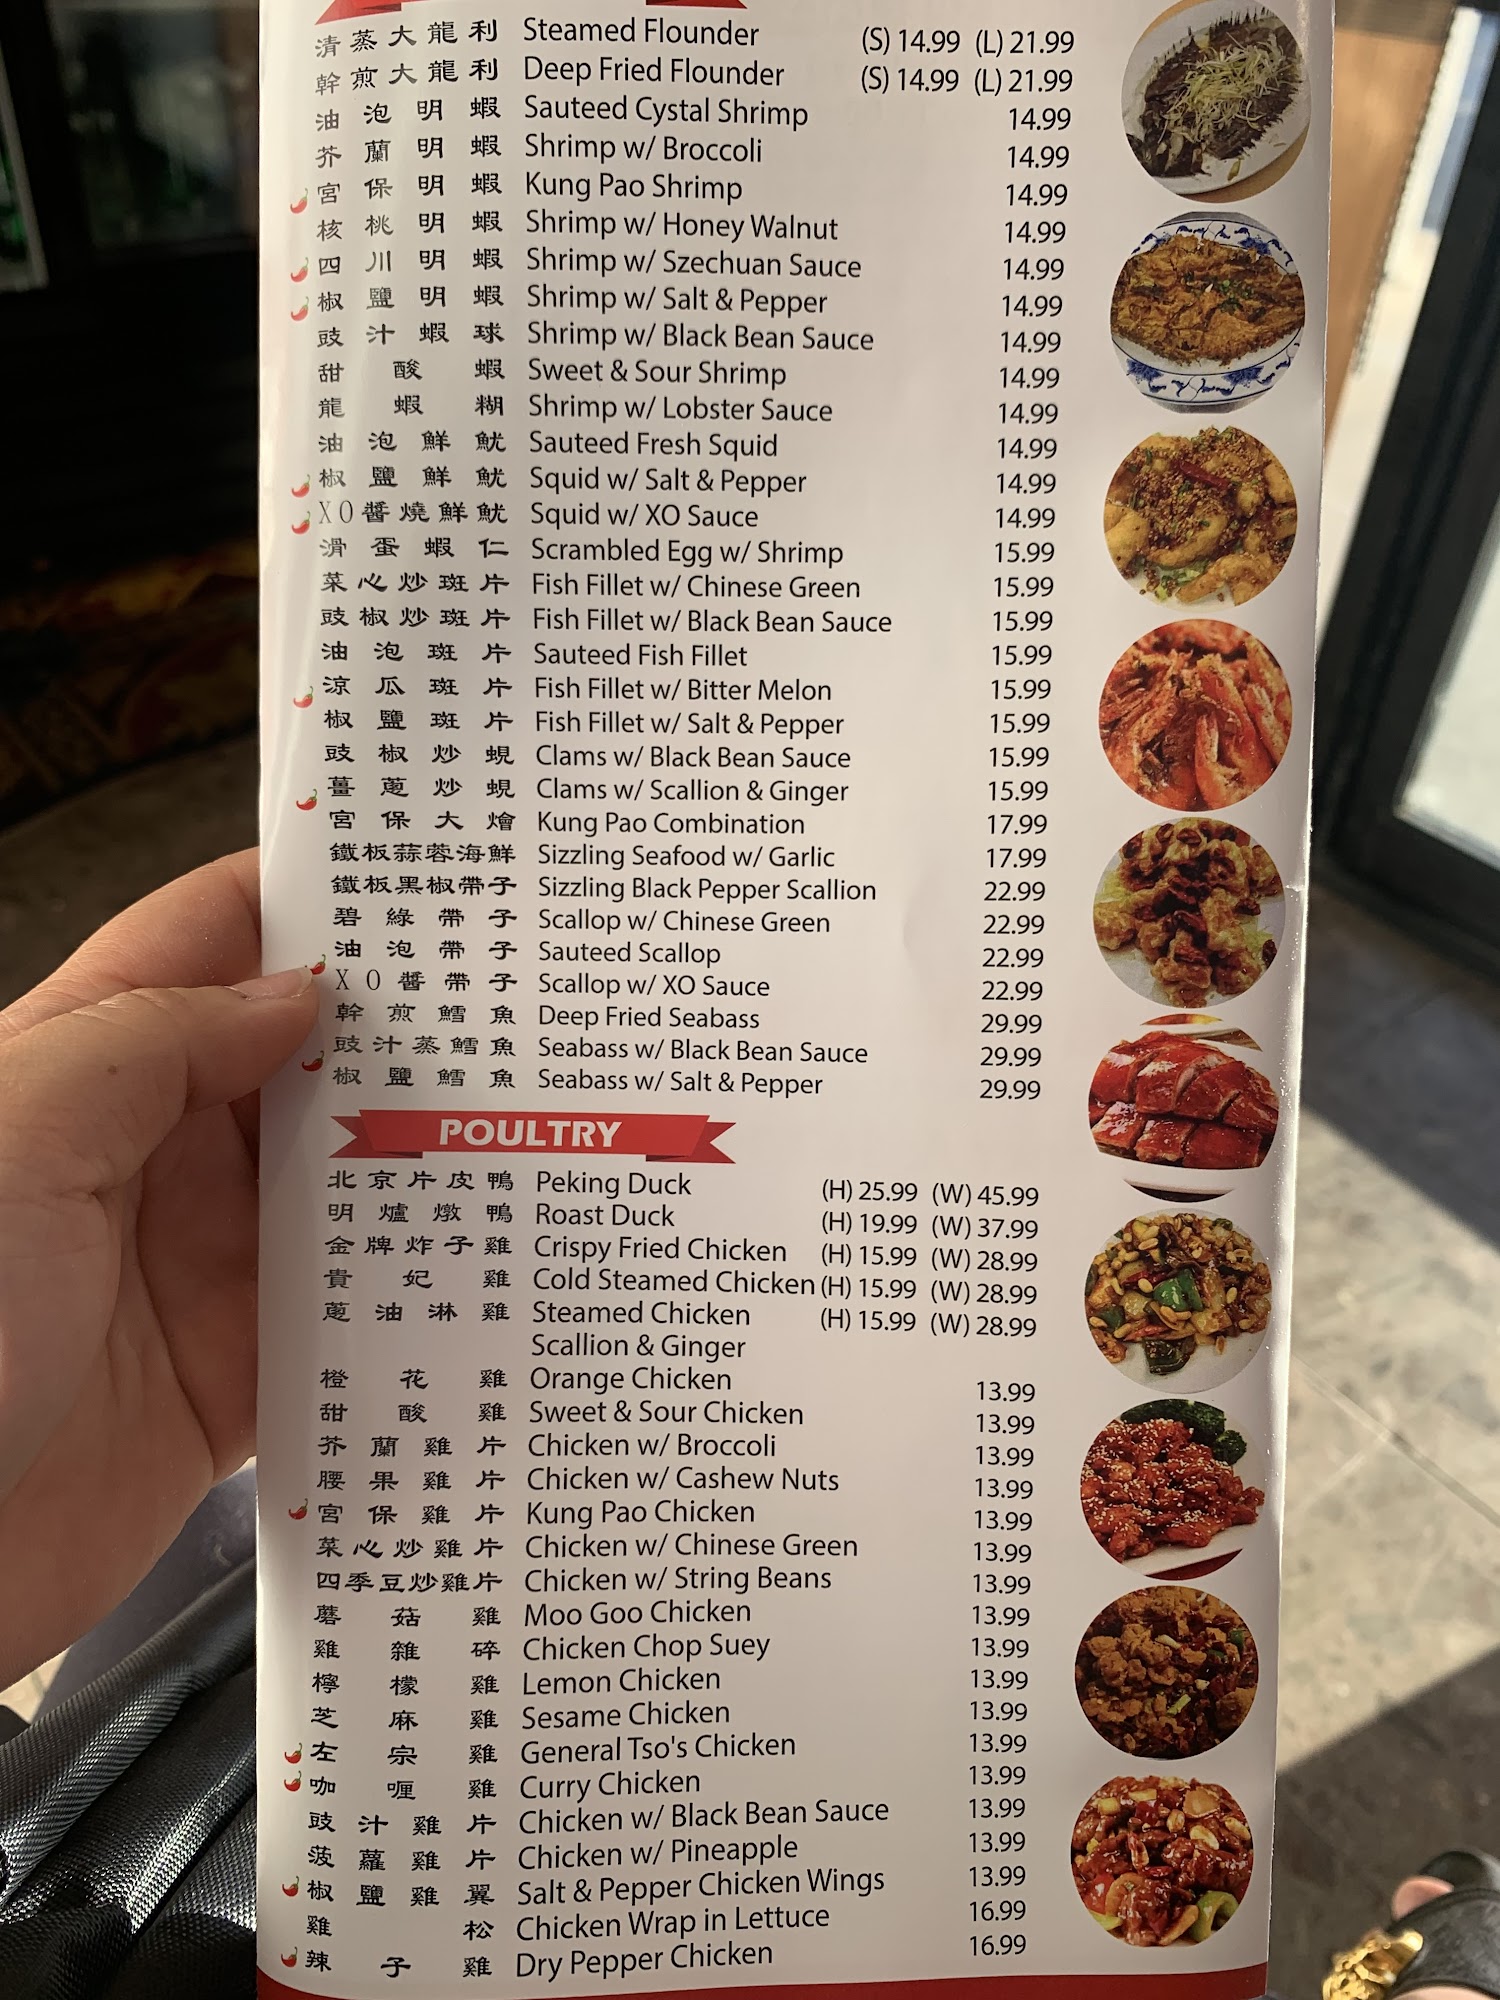 清蒸大龍利 Steamed Flounder (S) 14.99 (L) 21.99
幹煎大龍利 Deep Fried Flounder (S) 14.99 (L) 21.99
油泡明蝦 Sauteed Cystal Shrimp 14.99
芥蘭明蝦 Shrimp w/ Broccoli 14.99
宮保明蝦 Kung Pao Shrimp 14.99
核桃明蝦 Shrimp w/ Honey Walnut 14.99
四川明蝦 Shrimp w/ Szechuan Sauce 14.99
椒鹽明蝦 Shrimp w/ Salt & Pepper 14.99
豉汁蝦球 Shrimp w/ Black Bean Sauce 14.99
甜酸蝦 Sweet & Sour Shrimp 14.99
龍蝦糊 Shrimp w/ Lobster Sauce 14.99
油泡鮮魷 Sauteed Fresh Squid 14.99
椒鹽鮮魷 Squid w/ Salt & Pepper 14.99
XO醬燒鮮魷 Squid w/ XO Sauce 14.99
滑蛋蝦仁 Scrambled Egg w/ Shrimp 15.99
菜心炒斑片 Fish Fillet w/ Chinese Green 15.99
豉椒炒斑片 Fish Fillet w/ Black Bean Sauce 15.99
油泡斑片 Sauteed Fish Fillet 15.99
涼瓜斑片 Fish Fillet w/ Bitter Melon 15.99
椒鹽斑片 Fish Fillet w/ Salt & Pepper 15.99
豉椒炒蜆 Clams w/ Black Bean Sauce 15.99
薑蔥炒蜆 Clams w/ Scallion & Ginger 15.99
宮保大燴 Kung Pao Combination 17.99
鐵板蒜蓉海鮮 Sizzling Seafood w/ Garlic 17.99
鐵板黑椒帶子 Sizzling Black Pepper Scallion 22.99
碧綠帶子 Scallop w/ Chinese Green 22.99
油泡帶子 Sauteed Scallop 22.99
XO醬帶子 Scallop w/ XO Sauce 22.99
幹煎鱈魚 Deep Fried Seabass 29.99
豉汁蒸鱈魚 Seabass w/ Black Bean Sauce 29.99
椒鹽鱈魚 Seabass w/ Salt & Pepper 29.99
POULTRY
北京片皮鴨 Peking Duck (H) 25.99 (W) 45.99
明爐燉鴨 Roast Duck (H) 19.99 (W) 37.99
金牌炸子雞 Crispy Fried Chicken (H) 15.99 (W) 28.99
貴妃雞 Cold Steamed Chicken (H) 15.99 (W) 28.99
蔥油淋雞 Steamed Chicken (H) 15.99 (W) 28.99
Scallion & Ginger
橙花雞 Orange Chicken 13.99
甜酸雞 Sweet & Sour Chicken 13.99
芥蘭雞片 Chicken w/ Broccoli 13.99
腰果雞片 Chicken w/ Cashew Nuts 13.99
宮保雞片 Kung Pao Chicken 13.99
菜心炒雞片 Chicken w/ Chinese Green 13.99
四季豆炒雞片 Chicken w/ String Beans 13.99
蘑菇雞 Moo Goo Chicken 13.99
雞雜碎 Chicken Chop Suey 13.99
檸檬雞 Lemon Chicken 13.99
芝麻雞 Sesame Chicken 13.99
左宗雞 General Tso's Chicken 13.99
咖喱雞 Curry Chicken 13.99
豉汁雞片 Chicken w/ Black Bean Sauce 13.99
菠蘿雞片 Chicken w/ Pineapple 13.99
椒鹽雞翼 Salt & Pepper Chicken Wings 13.99
雞松 Chicken Wrap in Lettuce 16.99
辣子雞 Dry Pepper Chicken 16.99